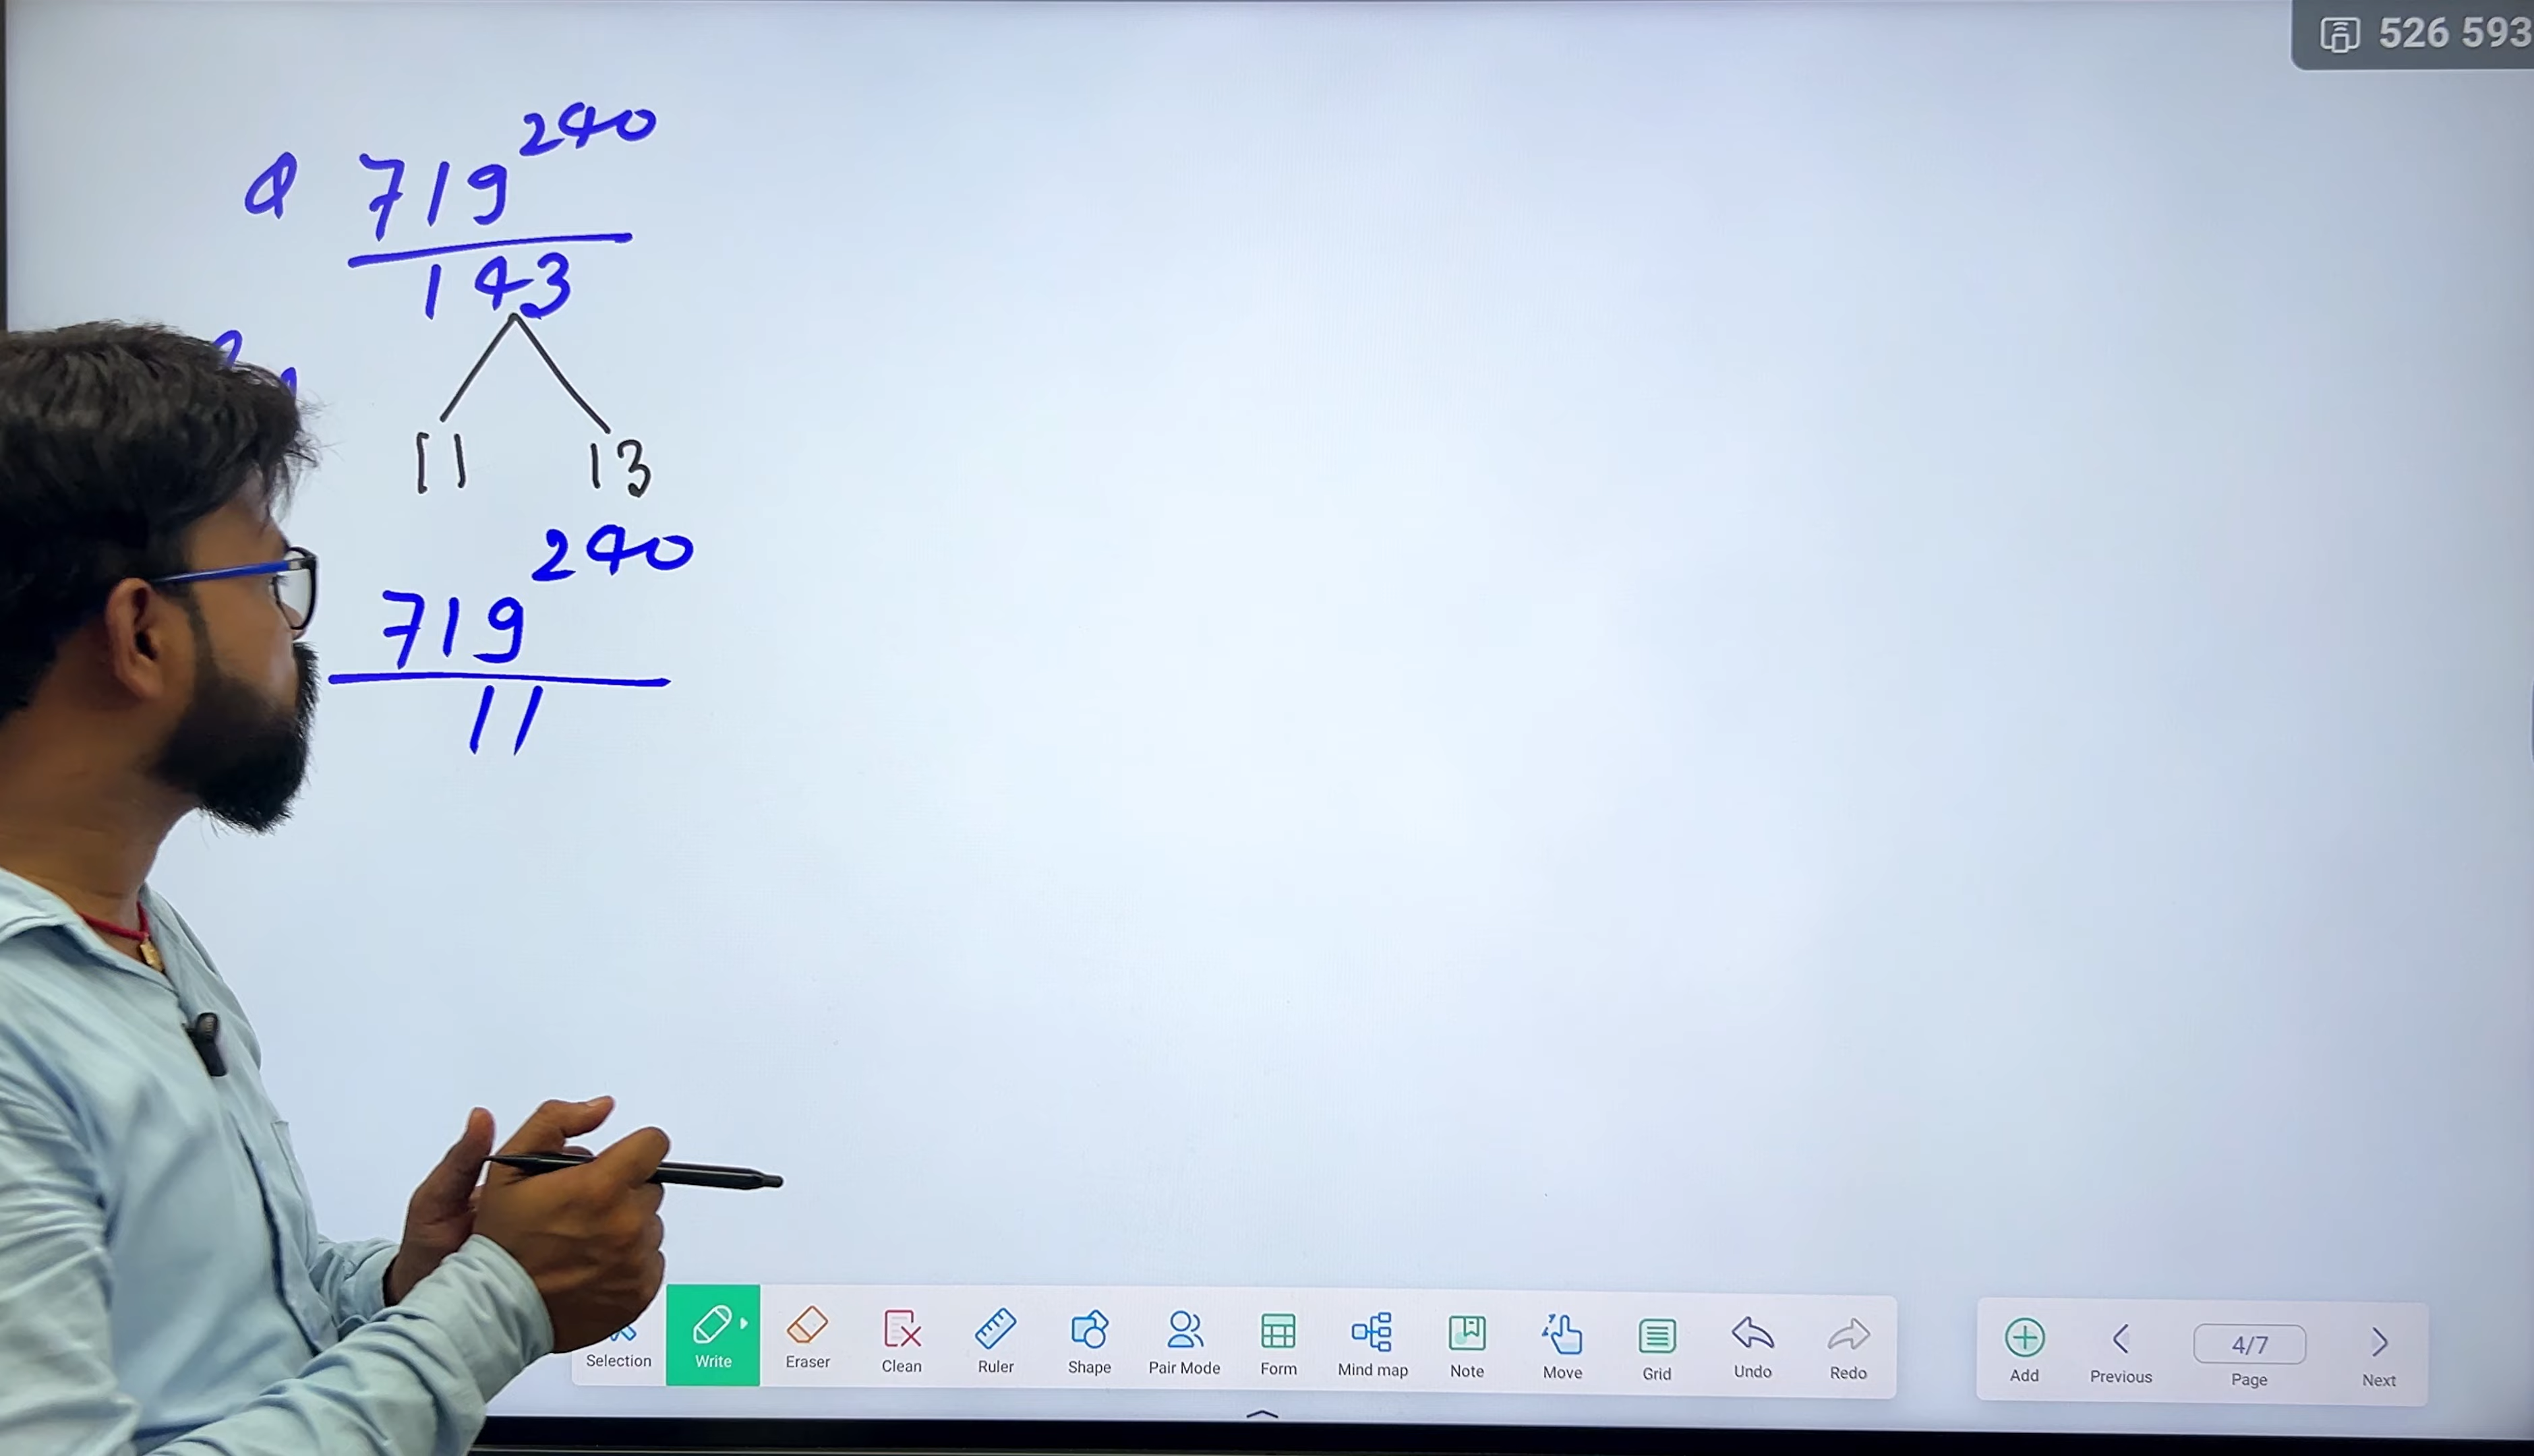 526 593
Q 719^240
143
11 13
719^240
11
Selection Write Eraser Clean Ruler Shape Pair Mode Form Mind map Note Move Grid Undo Redo Add Previous 4/7 Page Next